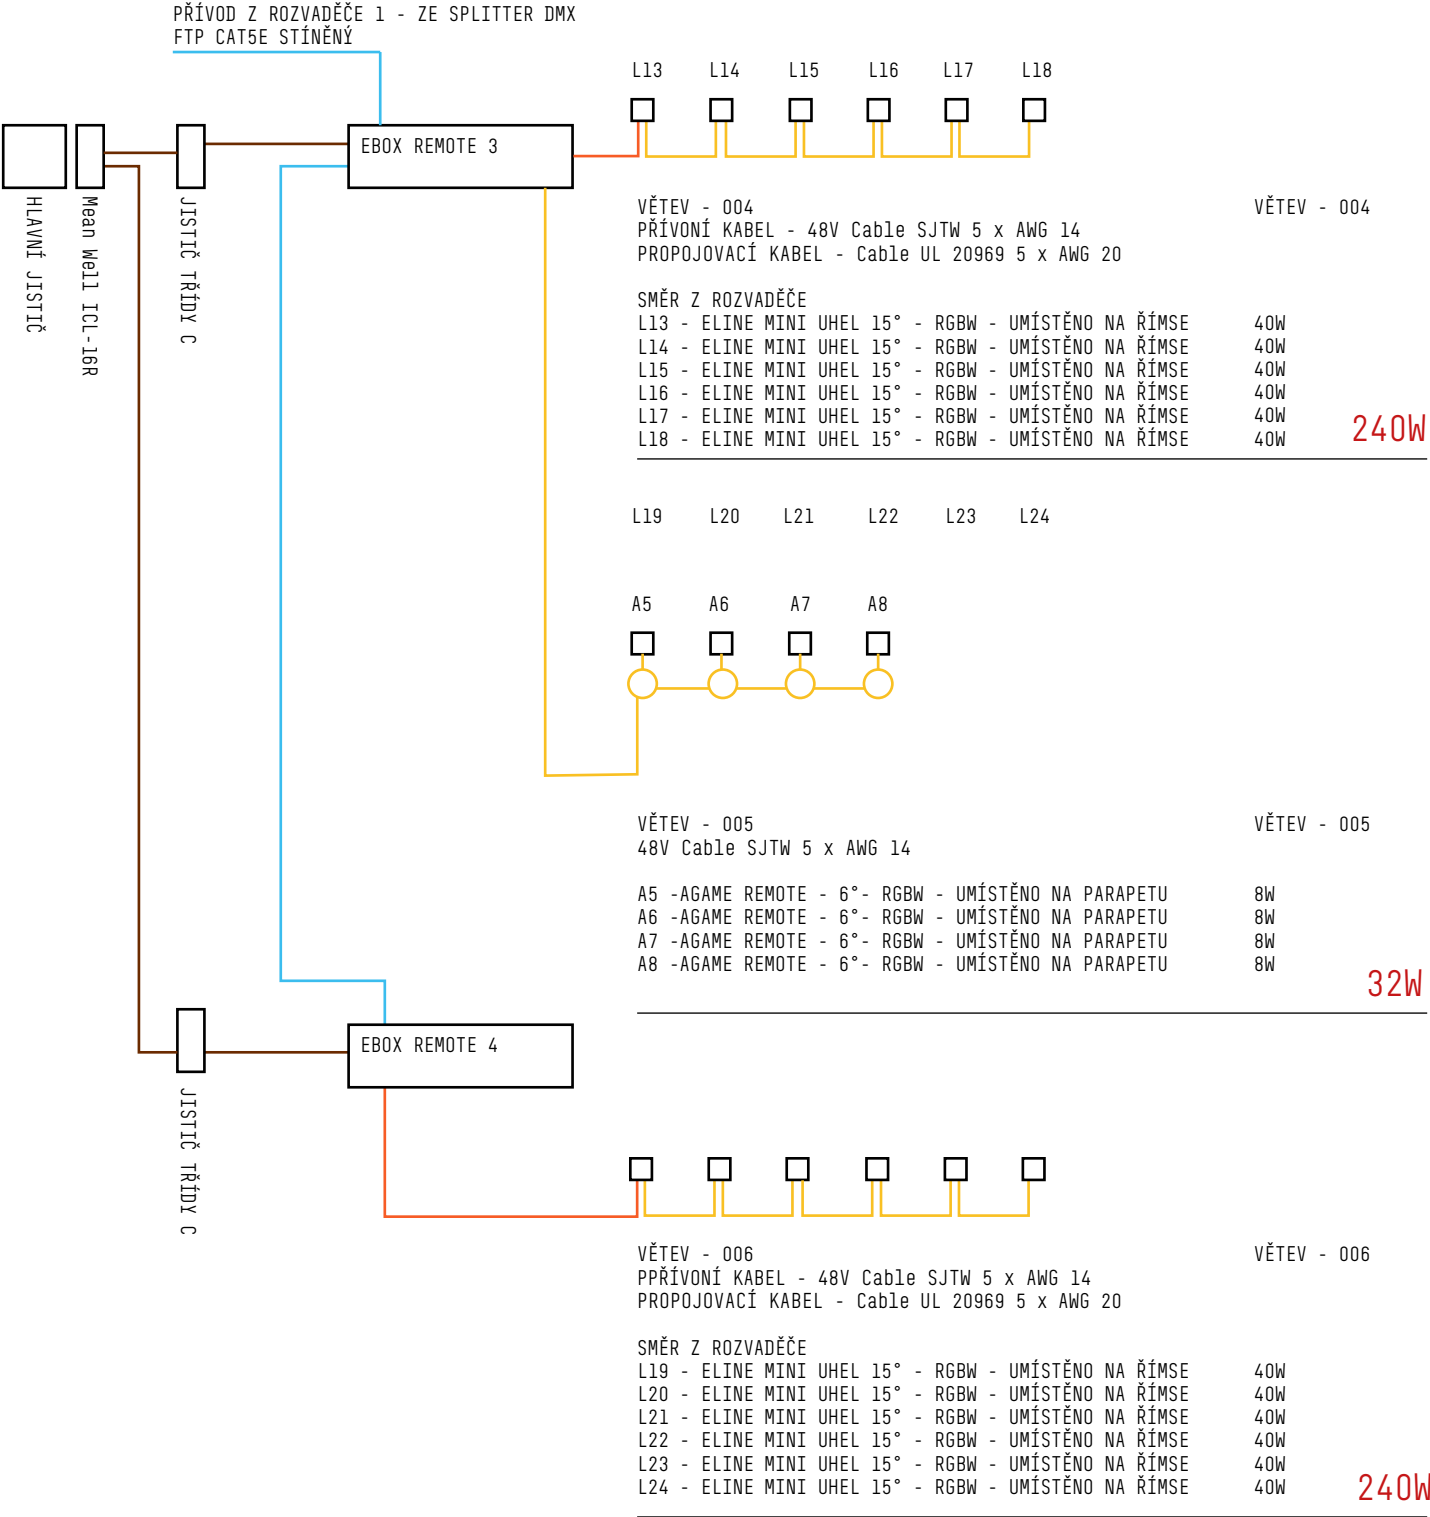 PŘÍVOD Z ROZVADĚČE 1 - ZE SPLITTER DMX
FTP CAT5E STÍNĚNÝ
L13 L14 L15 L16 L17 L18
EBOX REMOTE 3
HLAVNÍ JISTIČ
Mean Well ICL-16R
JISTIČ TŘÍDY C
VĚTEV - 004 VĚTEV - 004
PŘÍVONÍ KABEL - 48V Cable SJTW 5 x AWG 14
PROPOJOVACÍ KABEL - Cable UL 20969 5 x AWG 20
SMĚR Z ROZVADĚČE
L13 - ELINE MINI UHEL 15° - RGBW - UMÍSTĚNO NA ŘÍMSE 40W
L14 - ELINE MINI UHEL 15° - RGBW - UMÍSTĚNO NA ŘÍMSE 40W
L15 - ELINE MINI UHEL 15° - RGBW - UMÍSTĚNO NA ŘÍMSE 40W
L16 - ELINE MINI UHEL 15° - RGBW - UMÍSTĚNO NA ŘÍMSE 40W
L17 - ELINE MINI UHEL 15° - RGBW - UMÍSTĚNO NA ŘÍMSE 40W
L18 - ELINE MINI UHEL 15° - RGBW - UMÍSTĚNO NA ŘÍMSE 40W
240W
L19 L20 L21 L22 L23 L24
A5 A6 A7 A8
VĚTEV - 005 VĚTEV - 005
48V Cable SJTW 5 x AWG 14
A5 -AGAME REMOTE - 6°- RGBW - UMÍSTĚNO NA PARAPETU 8W
A6 -AGAME REMOTE - 6°- RGBW - UMÍSTĚNO NA PARAPETU 8W
A7 -AGAME REMOTE - 6°- RGBW - UMÍSTĚNO NA PARAPETU 8W
A8 -AGAME REMOTE - 6°- RGBW - UMÍSTĚNO NA PARAPETU 8W
32W
EBOX REMOTE 4
JISTIČ TŘÍDY C
VĚTEV - 006 VĚTEV - 006
PPŘÍVONÍ KABEL - 48V Cable SJTW 5 x AWG 14
PROPOJOVACÍ KABEL - Cable UL 20969 5 x AWG 20
SMĚR Z ROZVADĚČE
L19 - ELINE MINI UHEL 15° - RGBW - UMÍSTĚNO NA ŘÍMSE 40W
L20 - ELINE MINI UHEL 15° - RGBW - UMÍSTĚNO NA ŘÍMSE 40W
L21 - ELINE MINI UHEL 15° - RGBW - UMÍSTĚNO NA ŘÍMSE 40W
L22 - ELINE MINI UHEL 15° - RGBW - UMÍSTĚNO NA ŘÍMSE 40W
L23 - ELINE MINI UHEL 15° - RGBW - UMÍSTĚNO NA ŘÍMSE 40W
L24 - ELINE MINI UHEL 15° - RGBW - UMÍSTĚNO NA ŘÍMSE 40W
240W